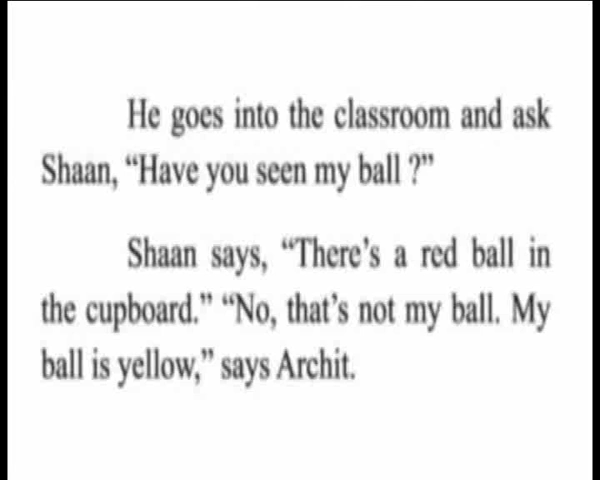 He goes into the classroom and ask
Shaan, “Have you seen my ball ?”
Shaan says, “There’s a red ball in
the cupboard.” “No, that’s not my ball. My
ball is yellow,” says Archit.